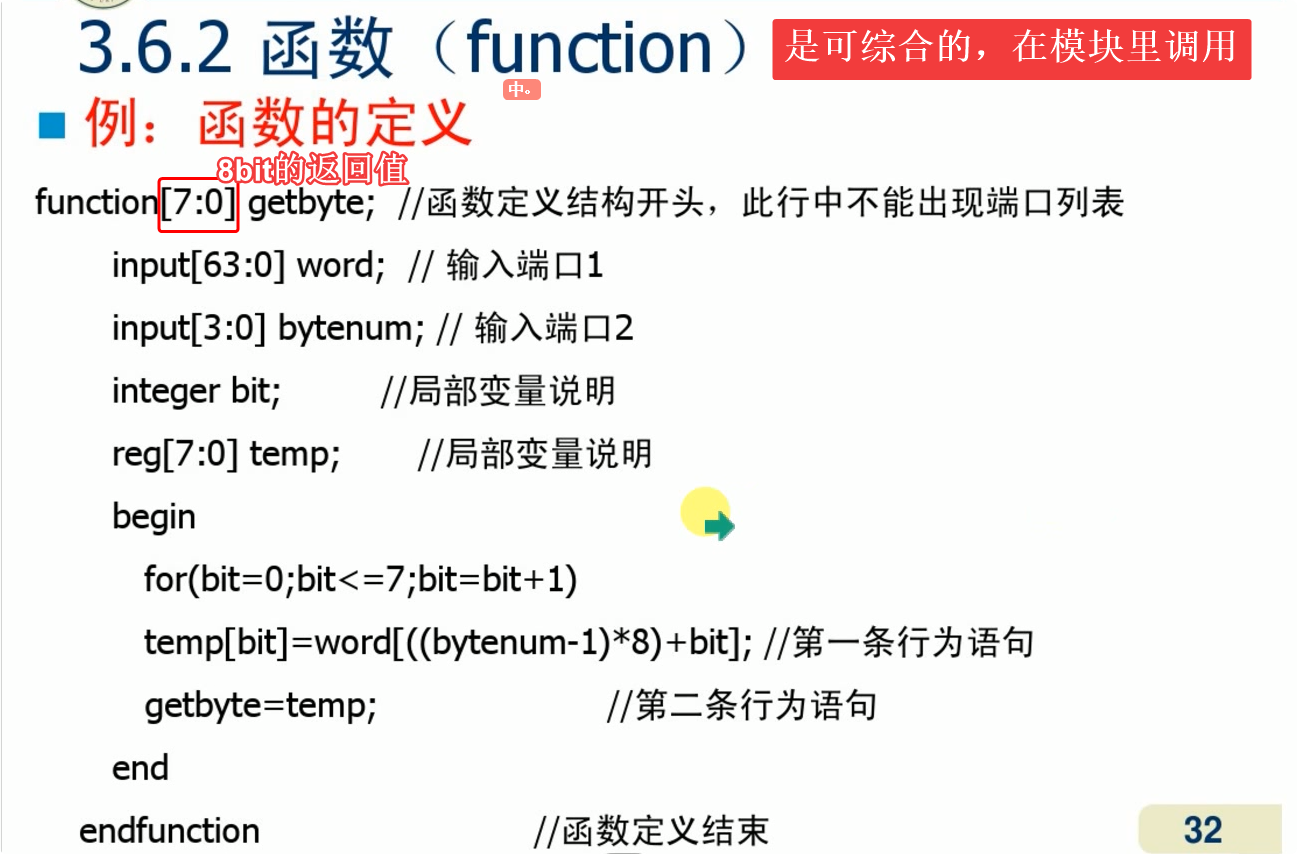 3.6.2 函数（function）
是可综合的，在模块里调用
中。
例：函数的定义
8bit的返回值
function[7:0] getbyte; //函数定义结构开头，此行中不能出现端口列表
input[63:0] word; // 输入端口1
input[3:0] bytenum; // 输入端口2
integer bit; //局部变量说明
reg[7:0] temp; //局部变量说明
begin
for(bit=0;bit<=7;bit=bit+1)
temp[bit]=word[((bytenum-1)*8)+bit]; //第一条行为语句
getbyte=temp; //第二条行为语句
end
endfunction //函数定义结束
32